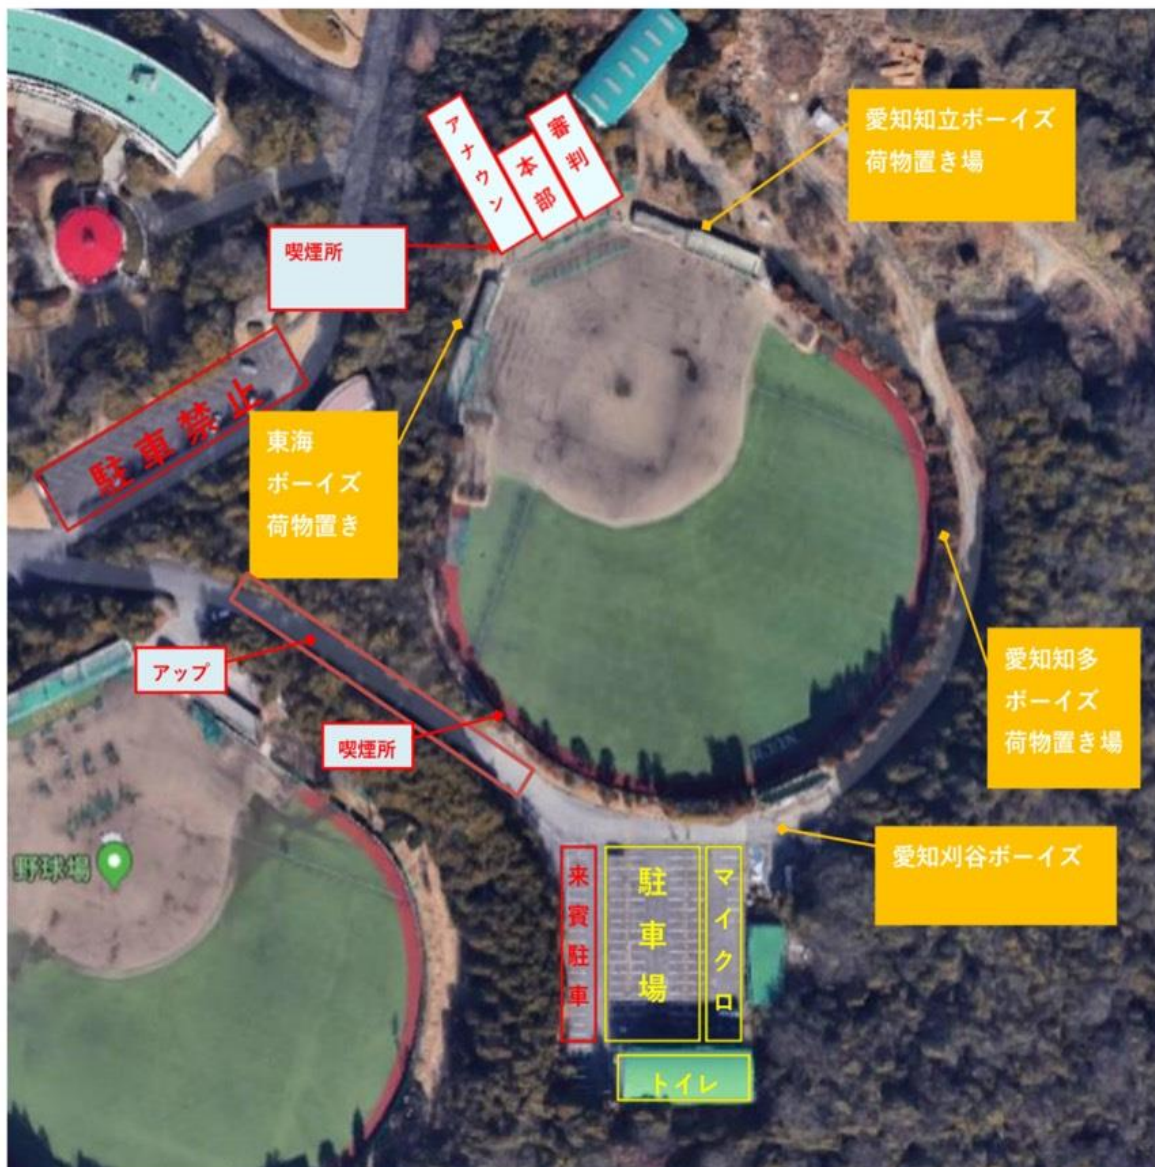 アナウン
本部
審判
愛知知立ボーイズ
荷物置き場
喫煙所
駐車禁止
東海
ボーイズ
荷物置き
アップ
喫煙所
愛知知多
ボーイズ
荷物置き場
愛知刈谷ボーイズ
野球場
来賓駐車
駐車場
マイクロ
トイレ